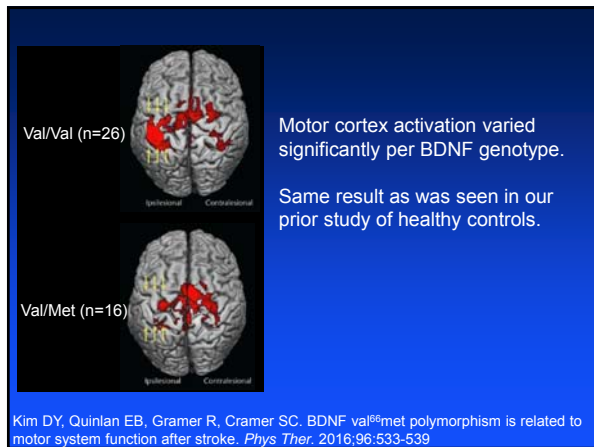 Val/Val (n=26)
Ipsilesional Contralesional
Motor cortex activation varied
significantly per BDNF genotype.
Same result as was seen in our
prior study of healthy controls.
Val/Met (n=16)
Ipsilesional Contralesional
Kim DY, Quinlan EB, Gramer R, Cramer SC. BDNF val⁶⁶met polymorphism is related to
motor system function after stroke. Phys Ther. 2016;96:533-539